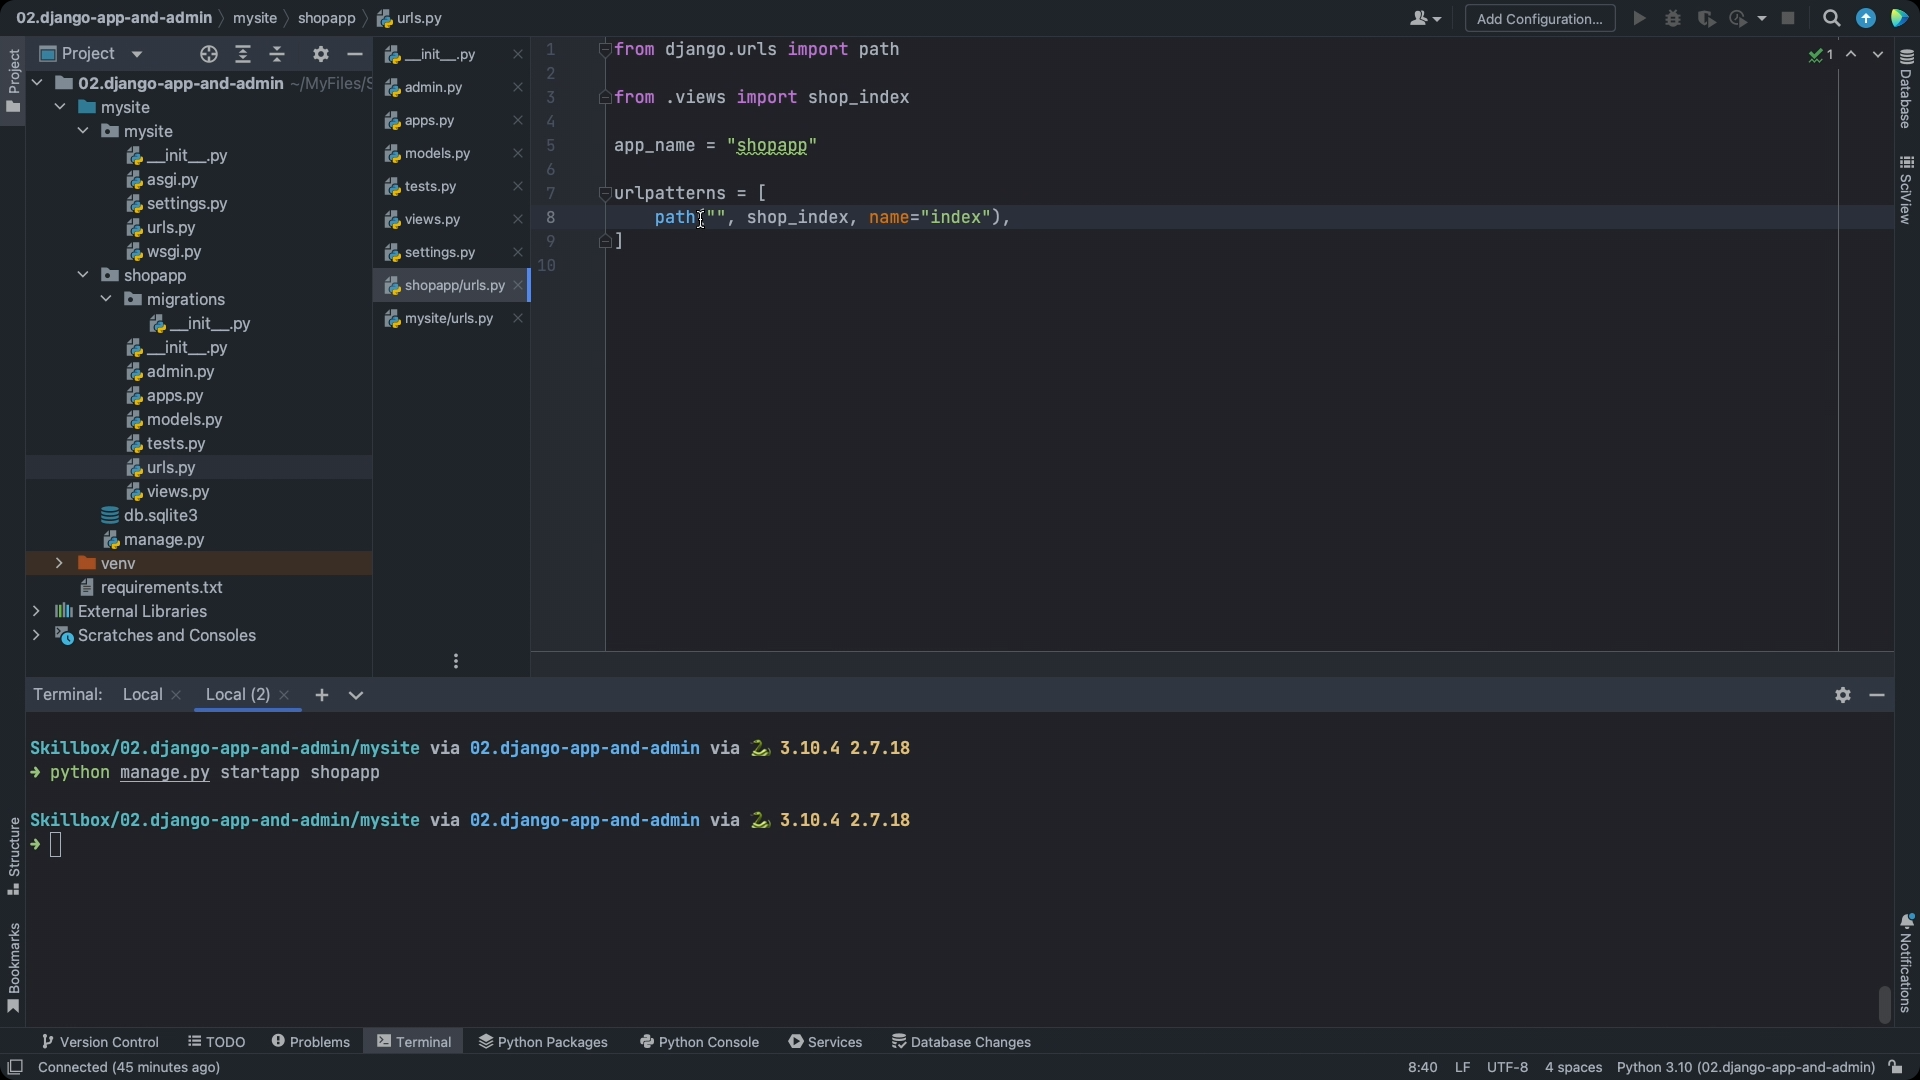 02.django-app-and-admin mysite shopapp urls.py
Add Configuration...
Project
Project
02.django-app-and-admin ~/MyFiles/S
mysite
mysite
__init__.py
asgi.py
settings.py
urls.py
wsgi.py
shopapp
migrations
__init__.py
__init__.py
admin.py
apps.py
models.py
tests.py
urls.py
views.py
db.sqlite3
manage.py
venv
requirements.txt
External Libraries
Scratches and Consoles
__init__.py
admin.py
apps.py
models.py
tests.py
views.py
settings.py
shopapp/urls.py
mysite/urls.py
1 from django.urls import path
2
3 from .views import shop_index
4
5 app_name = "shopapp"
6
7 urlpatterns = [
8 path("", shop_index, name="index"),
9 ]
10
1
Database
SciView
Notifications
Structure
Bookmarks
Terminal: Local Local (2)
Skillbox/02.django-app-and-admin/mysite via 02.django-app-and-admin via 3.10.4 2.7.18
➜ python manage.py startapp shopapp
Skillbox/02.django-app-and-admin/mysite via 02.django-app-and-admin via 3.10.4 2.7.18
➜
Version Control TODO Problems Terminal Python Packages Python Console Services Database Changes
Connected (45 minutes ago) 8:40 LF UTF-8 4 spaces Python 3.10 (02.django-app-and-admin)